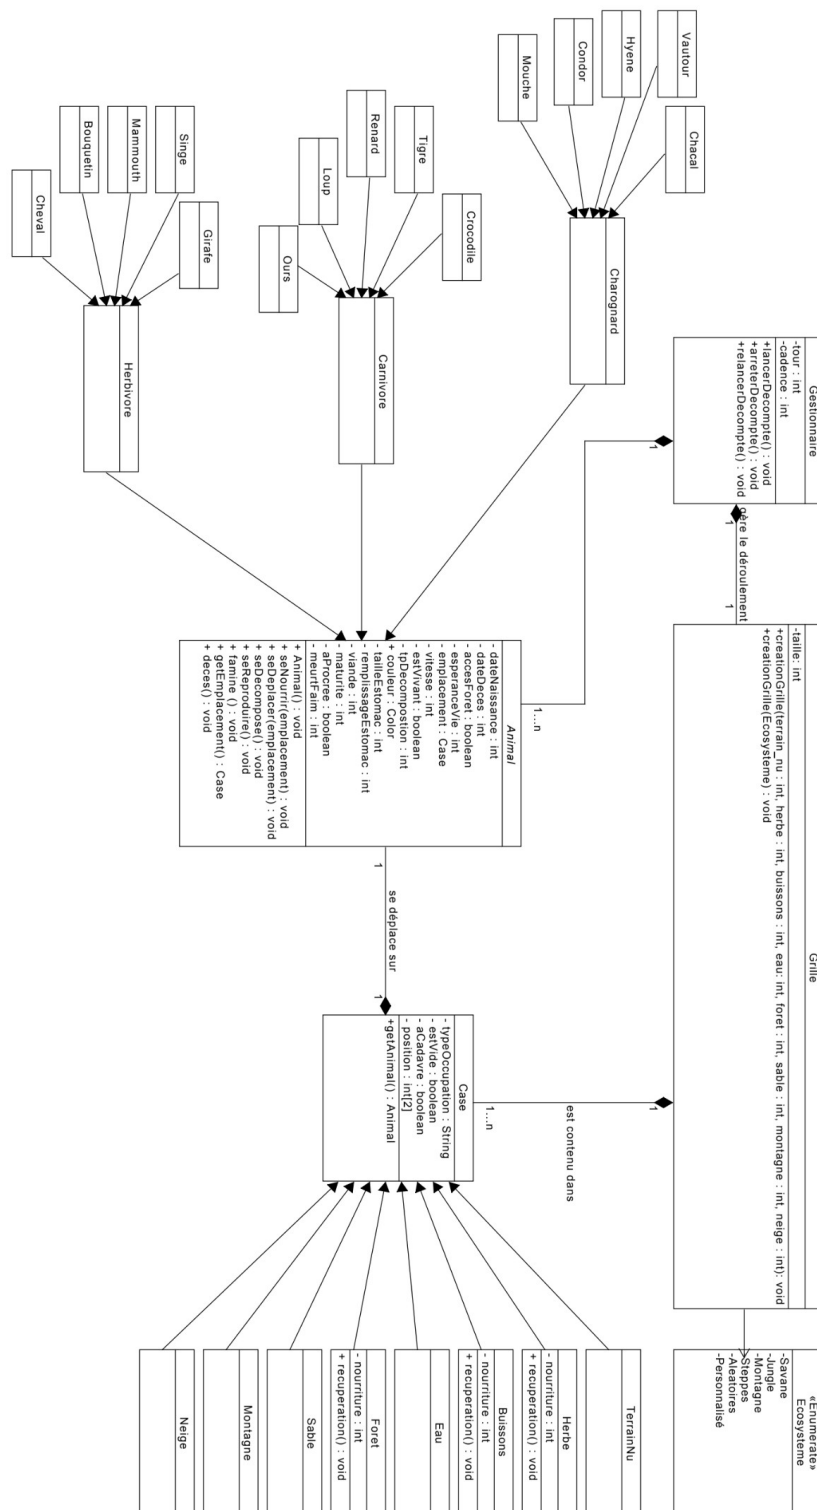 Gestionnaire
-tour : int
-cadence : int
+lancerDecompte() : void
+arreterDecompte() : void
+relancerDecompte() : void
1
1
gère le déroulement
1
Grille
-taille: int
+creationGrille(terrain_nu : int, herbe : int, buissons : int, eau: int, foret : int, sable : int, montagne : int, neige : int): void
+creationGrille(Ecosysteme) : void
1
«Enumerate»
Ecosysteme
-Savane
-Jungle
-Montagne
-Steppes
-Aleatoires
-Personnalisé
est contenu dans
1...n
1...n
Chacal
Vautour
Hyene
Condor
Mouche
Charognard
Crocodile
Tigre
Renard
Loup
Ours
Carnivore
Girafe
Singe
Mammouth
Bouquetin
Cheval
Herbivore
Animal
- dateNaissance : int
- dateDeces : int
- accesForet : boolean
- esperanceVie : int
- emplacement : Case
- vitesse : int
- estVivant : boolean
- tpDecompostion : int
+ couleur : Color
- tailleEstomac : int
- remplissageEstomac : int
- viande : int
- maturite : int
- aProcree : boolean
- meurtFaim : int
+ Animal() : void
+ seNourrir(emplacement) : void
+ seDeplacer(emplacement) : void
+ seDecompose() : void
+ seReproduire() : void
+ famine () : void
+ getEmplacement() : Case
+ deces() : void
1
se déplace sur
1
Case
- typeOccupation : String
- estVide : boolean
- aCadavre : boolean
- position : int[2]
+getAnimal() : Animal
TerrainNu
Herbe
- nourriture : int
+ recuperation() : void
Buissons
- nourriture : int
+ recuperation() : void
Eau
Foret
- nourriture : int
+ recuperation() : void
Sable
Montagne
Neige